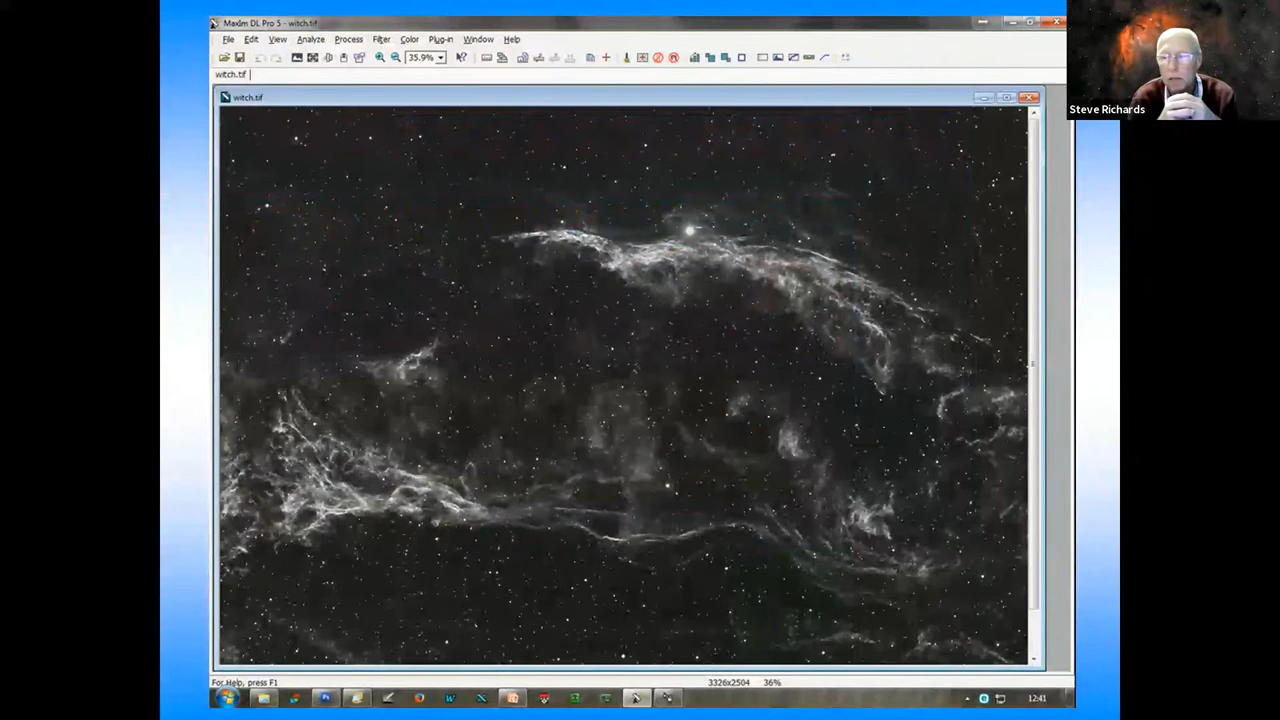 MaxIm DL Pro 5 - witch.tif
File Edit View Analyze Process Filter Color Plug-in Window Help
35.9%
witch.tif
witch.tif
Steve Richards
For Help, press F1
3326x2504 36%
12:41